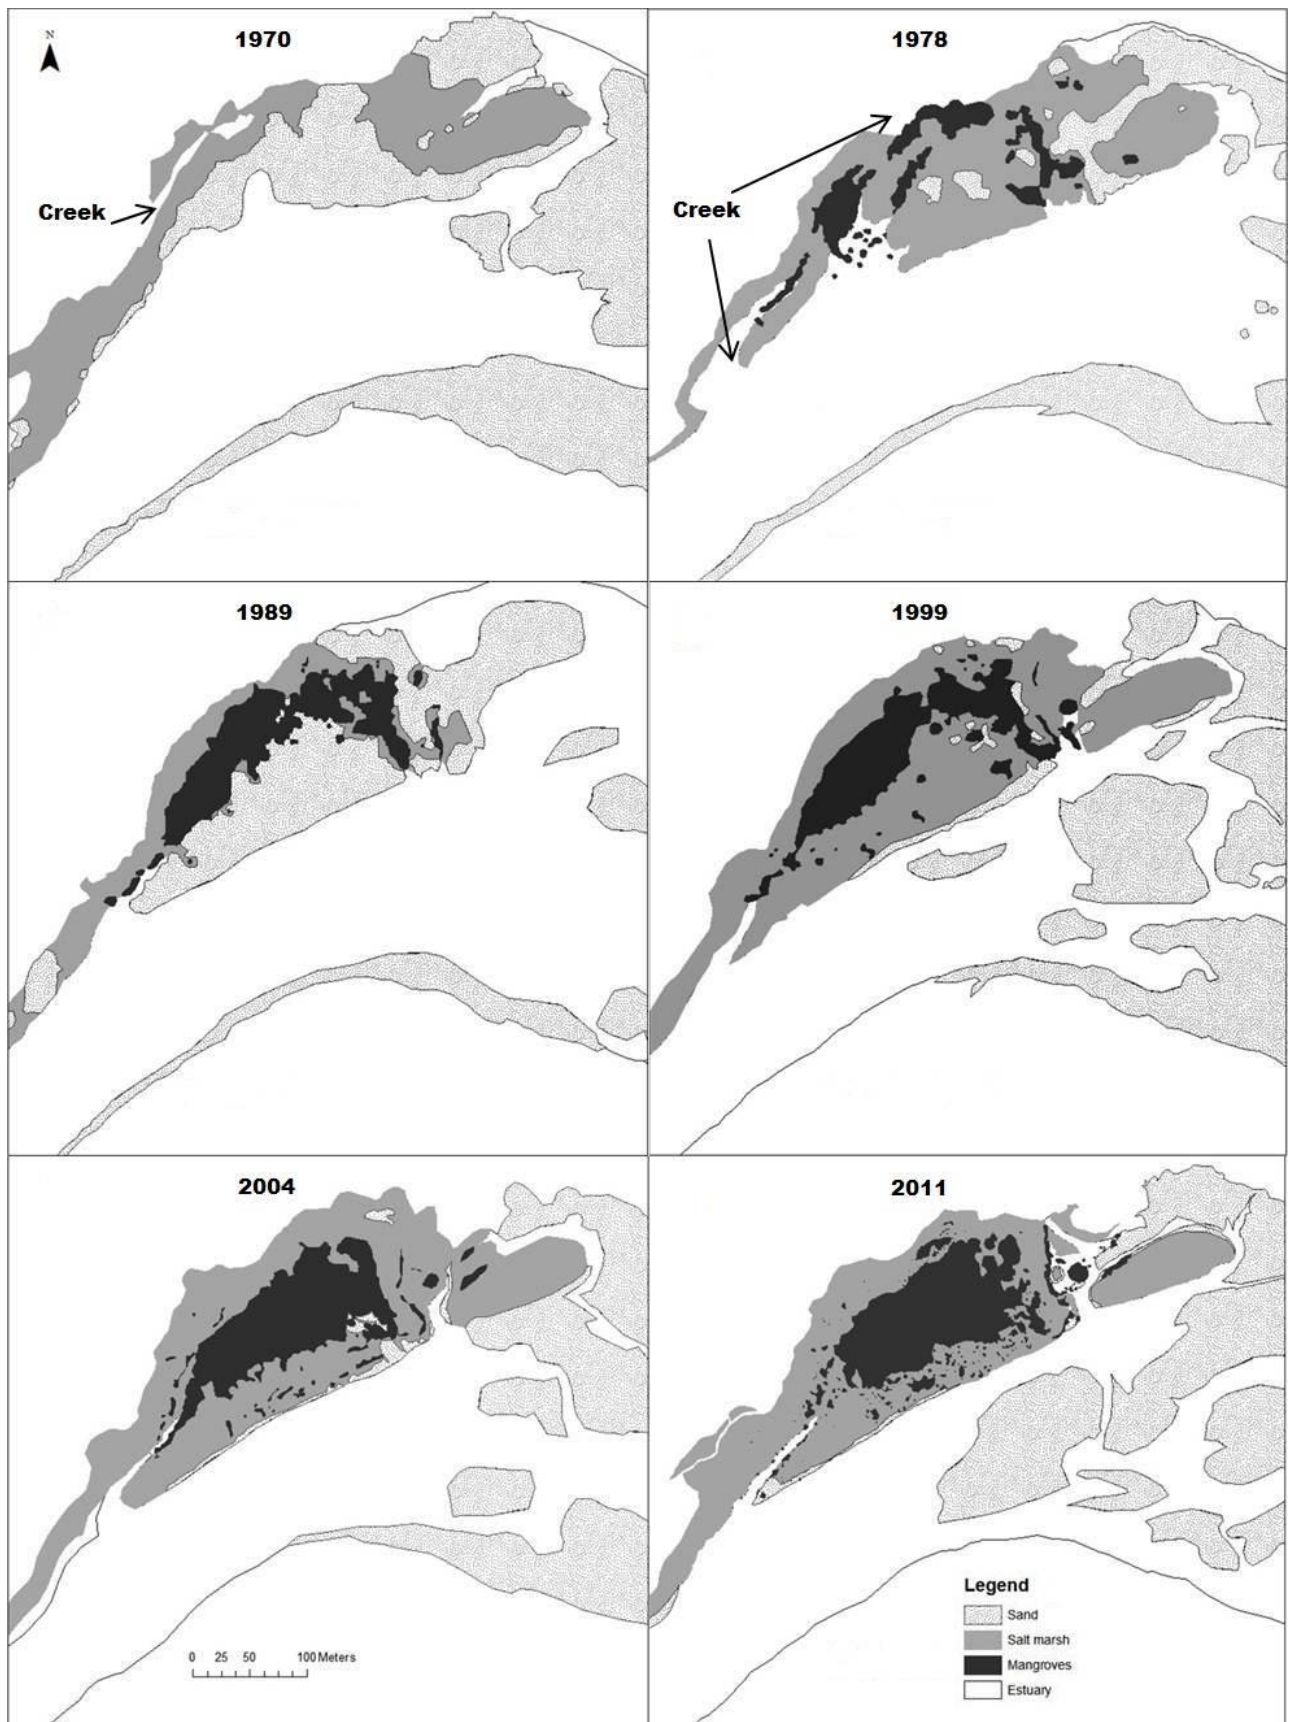 N
1970
Creek
1978
Creek
1989
1999
2004
0 25 50 100 Meters
2011
Legend
Sand
Salt marsh
Mangroves
Estuary